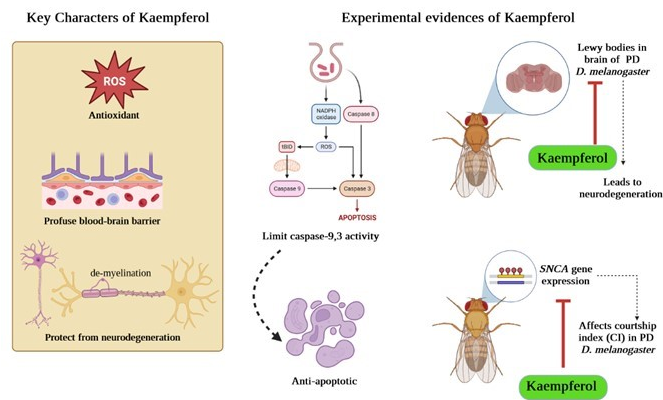 Key Characters of Kaempferol
ROS
Antioxidant
Profuse blood-brain barrier
de-myelination
Protect from neurodegeneration
Experimental evidences of Kaempferol
NADPH
oxidase
Caspase 8
tBID
ROS
Caspase 9
Caspase 3
APOPTOSIS
Limit caspase-9,3 activity
Anti-apoptotic
Lewy bodies in
brain of PD
D. melanogaster
Kaempferol
Leads to
neurodegeneration
SNCA gene
expression
Affects courtship
index (CI) in PD
D. melanogaster
Kaempferol